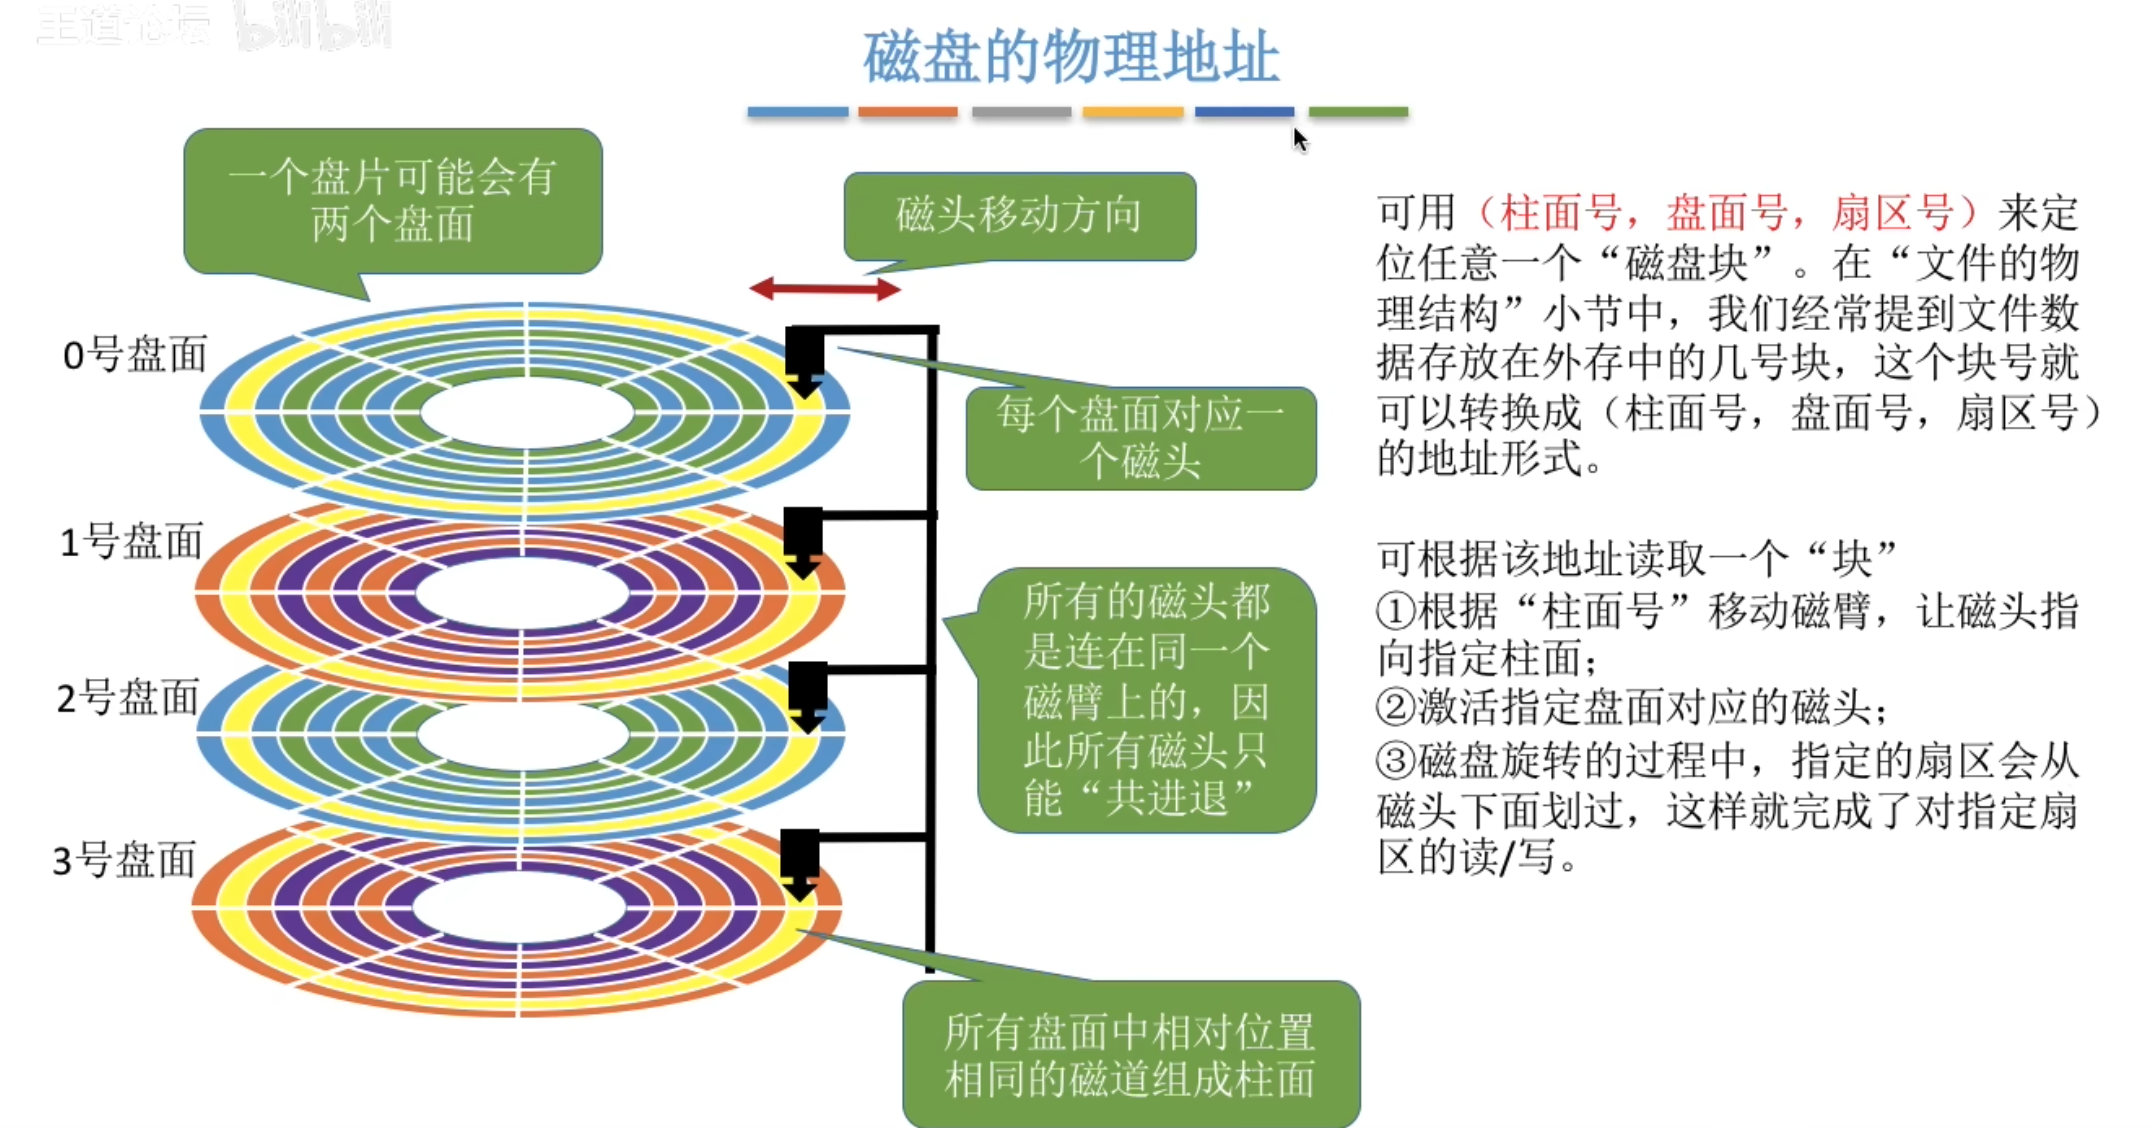 王道论坛 bilibili
磁盘的物理地址
一个盘片可能会有
两个盘面
磁头移动方向
0号盘面
每个盘面对应一
个磁头
1号盘面
所有的磁头都
是连在同一个
磁臂上的，因
此所有磁头只
能“共进退”
2号盘面
3号盘面
所有盘面中相对位置
相同的磁道组成柱面
可用（柱面号，盘面号，扇区号）来定
位任意一个“磁盘块”。在“文件的物
理结构”小节中，我们经常提到文件数
据存放在外存中的几号块，这个块号就
可以转换成（柱面号，盘面号，扇区号）
的地址形式。
可根据该地址读取一个“块”
①根据“柱面号”移动磁臂，让磁头指
向指定柱面；
②激活指定盘面对应的磁头；
③磁盘旋转的过程中，指定的扇区会从
磁头下面划过，这样就完成了对指定扇
区的读/写。